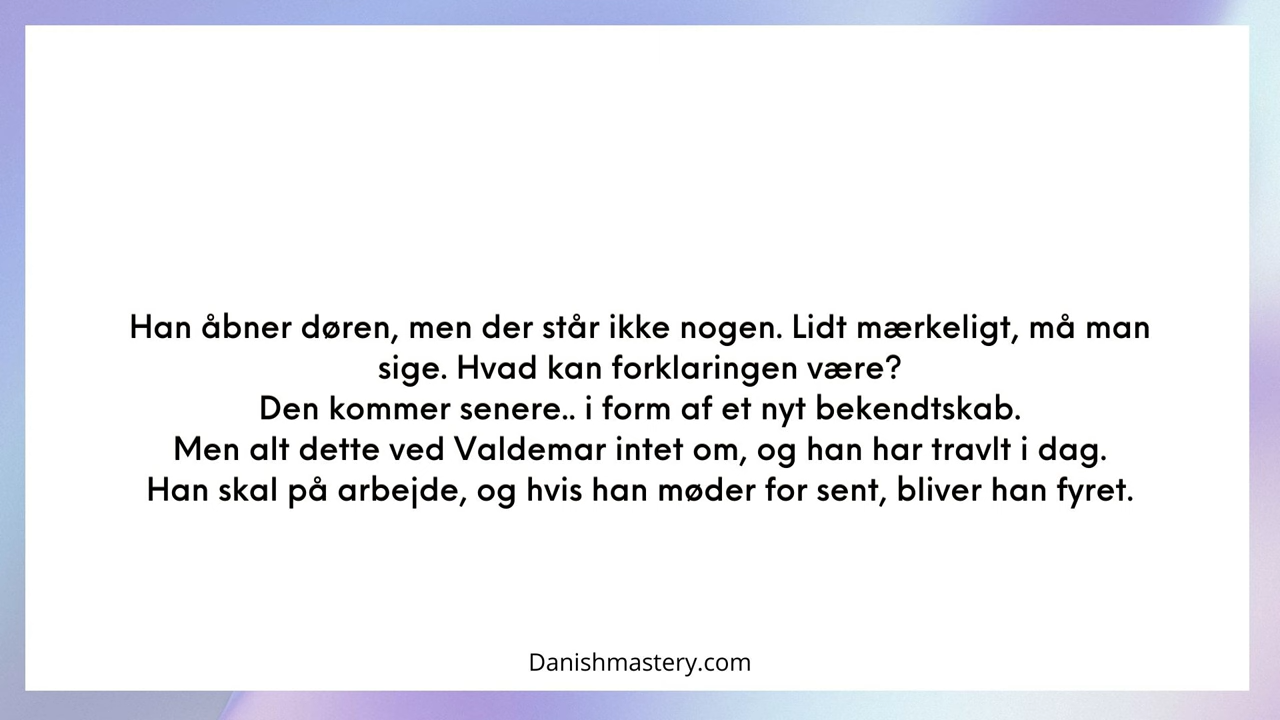 Han åbner døren, men der står ikke nogen. Lidt mærkeligt, må man
sige. Hvad kan forklaringen være?
Den kommer senere.. i form af et nyt bekendtskab.
Men alt dette ved Valdemar intet om, og han har travlt i dag.
Han skal på arbejde, og hvis han møder for sent, bliver han fyret.
Danishmastery.com